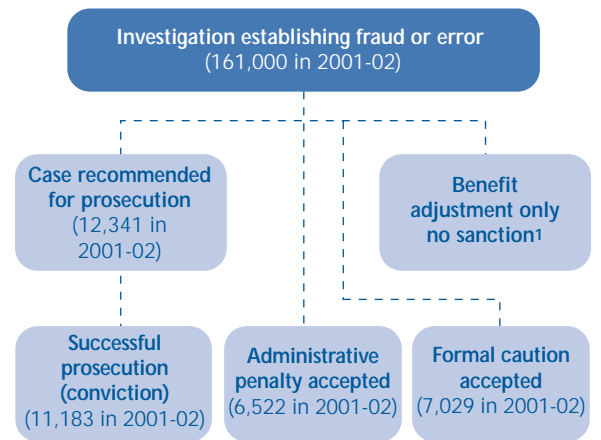 Investigation establishing fraud or error
(161,000 in 2001-02)
Case recommended
for prosecution
(12,341 in
2001-02)
Benefit
adjustment only
no sanction1
Successful
prosecution
(conviction)
(11,183 in 2001-02)
Administrative
penalty accepted
(6,522 in 2001-02)
Formal caution
accepted
(7,029 in 2001-02)